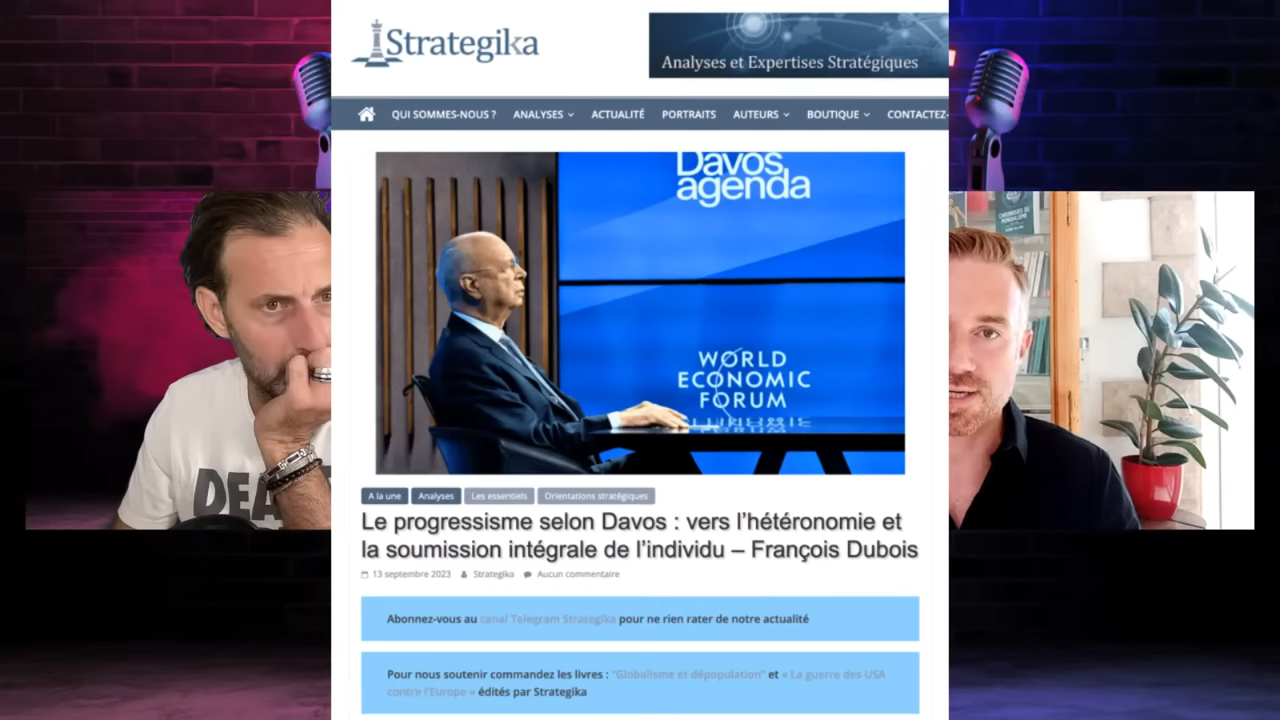 Strategika
Analyses et Expertises Stratégiques
QUI SOMMES-NOUS ? ANALYSES ACTUALITÉ PORTRAITS AUTEURS BOUTIQUE CONTACTEZ-
Davos
agenda
WORLD
ECONOMIC
FORUM
CHRONIQUES DU
MONDIALISME
DEA
A la une Analyses Les essentiels Orientations stratégiques
Le progressisme selon Davos : vers l'hétéronomie et
la soumission intégrale de l'individu – François Dubois
13 septembre 2023 Strategika Aucun commentaire
Abonnez-vous au canal Telegram Strategika pour ne rien rater de notre actualité
Pour nous soutenir commandez les livres : "Globalisme et dépopulation" et « La guerre des USA
contre l'Europe » édités par Strategika